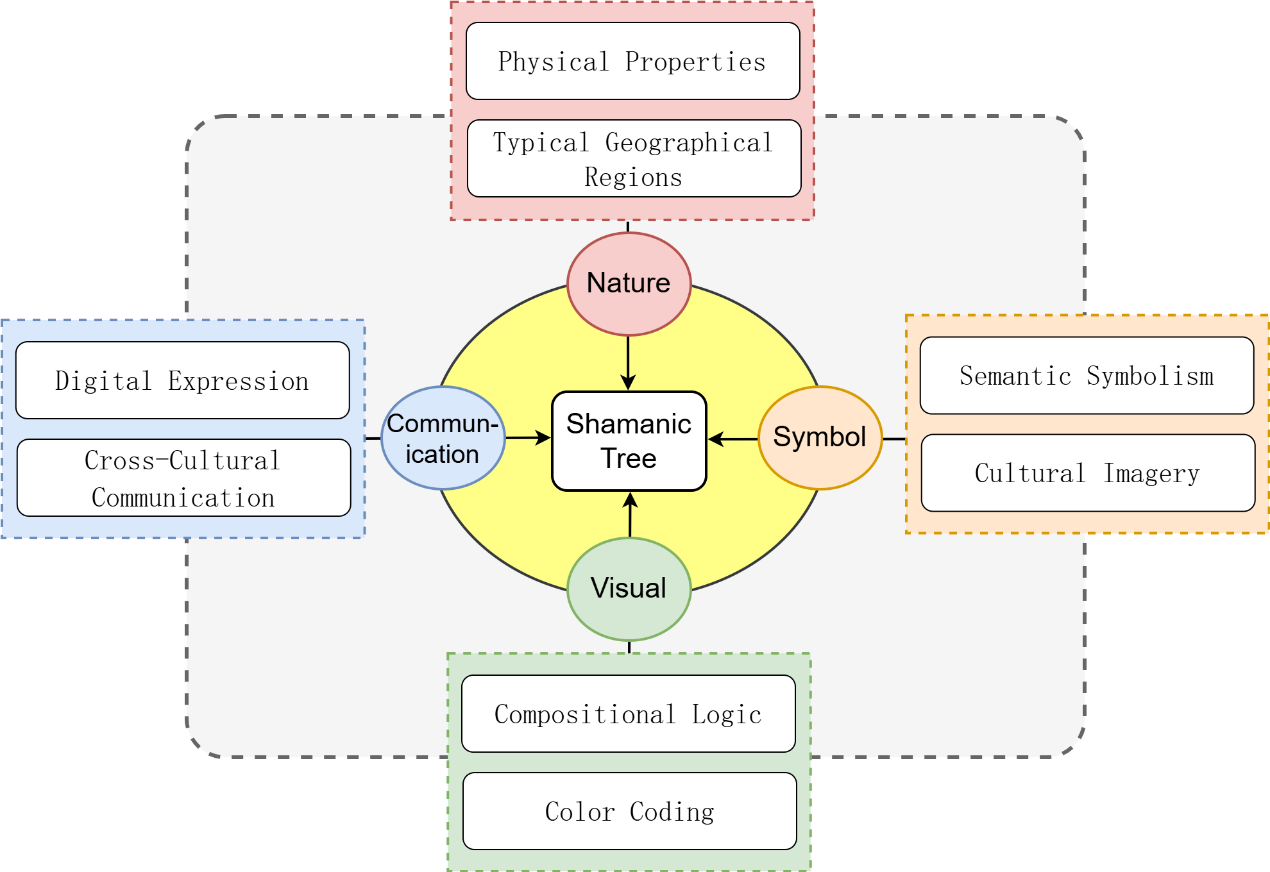 Physical Properties
Typical Geographical
Regions
Nature
Digital Expression
Cross-Cultural
Communication
Commun-
ication
Shamanic
Tree
Symbol
Semantic Symbolism
Cultural Imagery
Visual
Compositional Logic
Color Coding